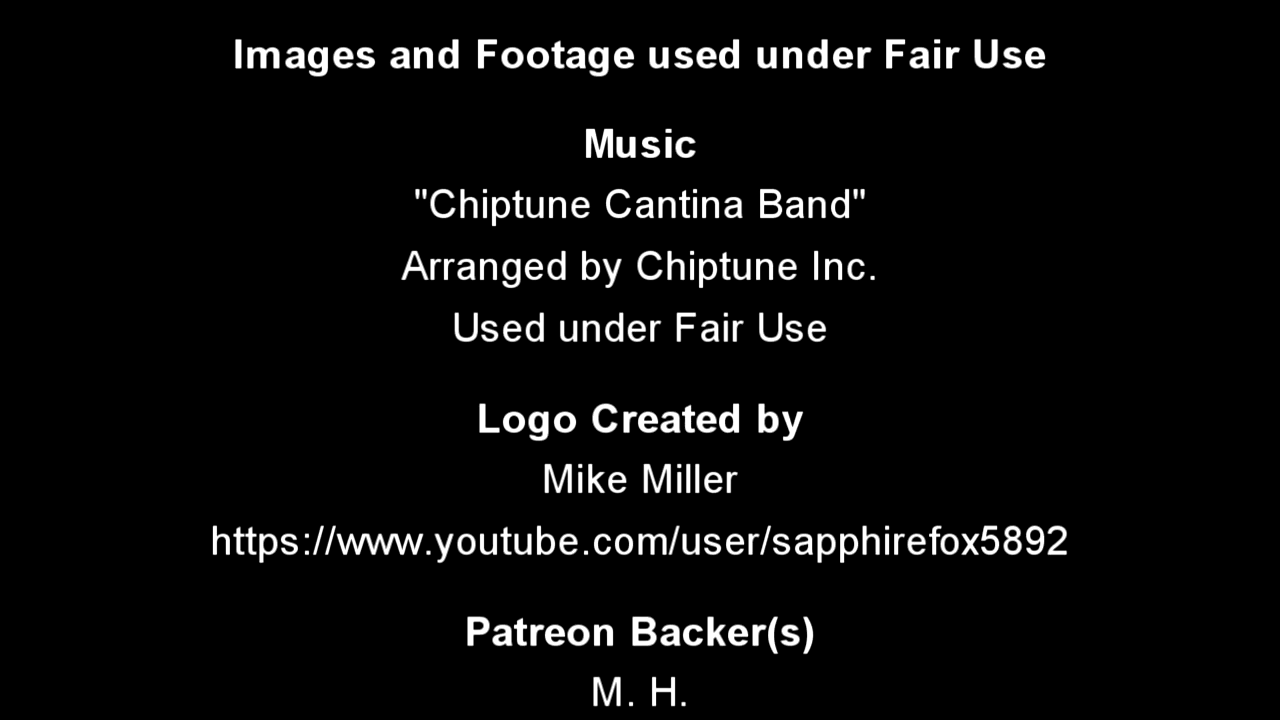 Images and Footage used under Fair Use
Music
"Chiptune Cantina Band"
Arranged by Chiptune Inc.
Used under Fair Use
Logo Created by
Mike Miller
https://www.youtube.com/user/sapphirefox5892
Patreon Backer(s)
M. H.